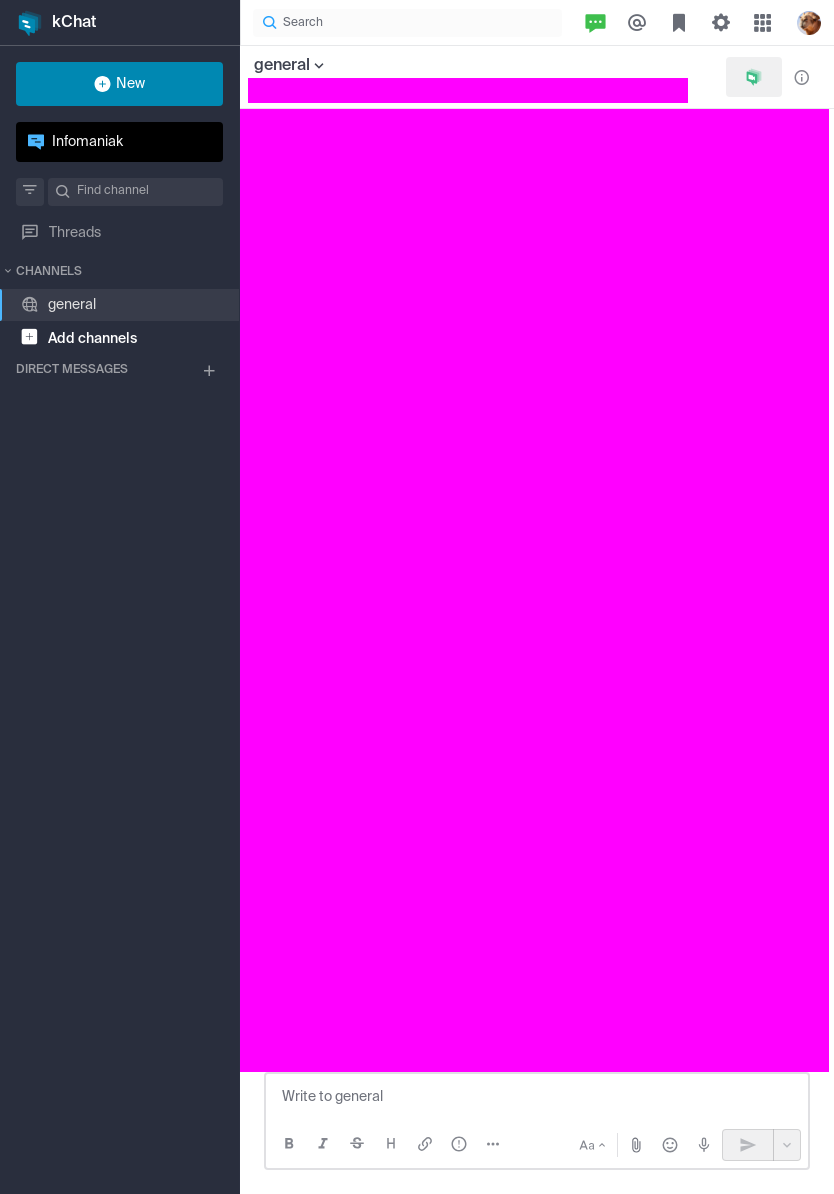 kChat
Search
New
general
Infomaniak
Find channel
Threads
CHANNELS
general
Add channels
DIRECT MESSAGES
Write to general
B I S H
Aa